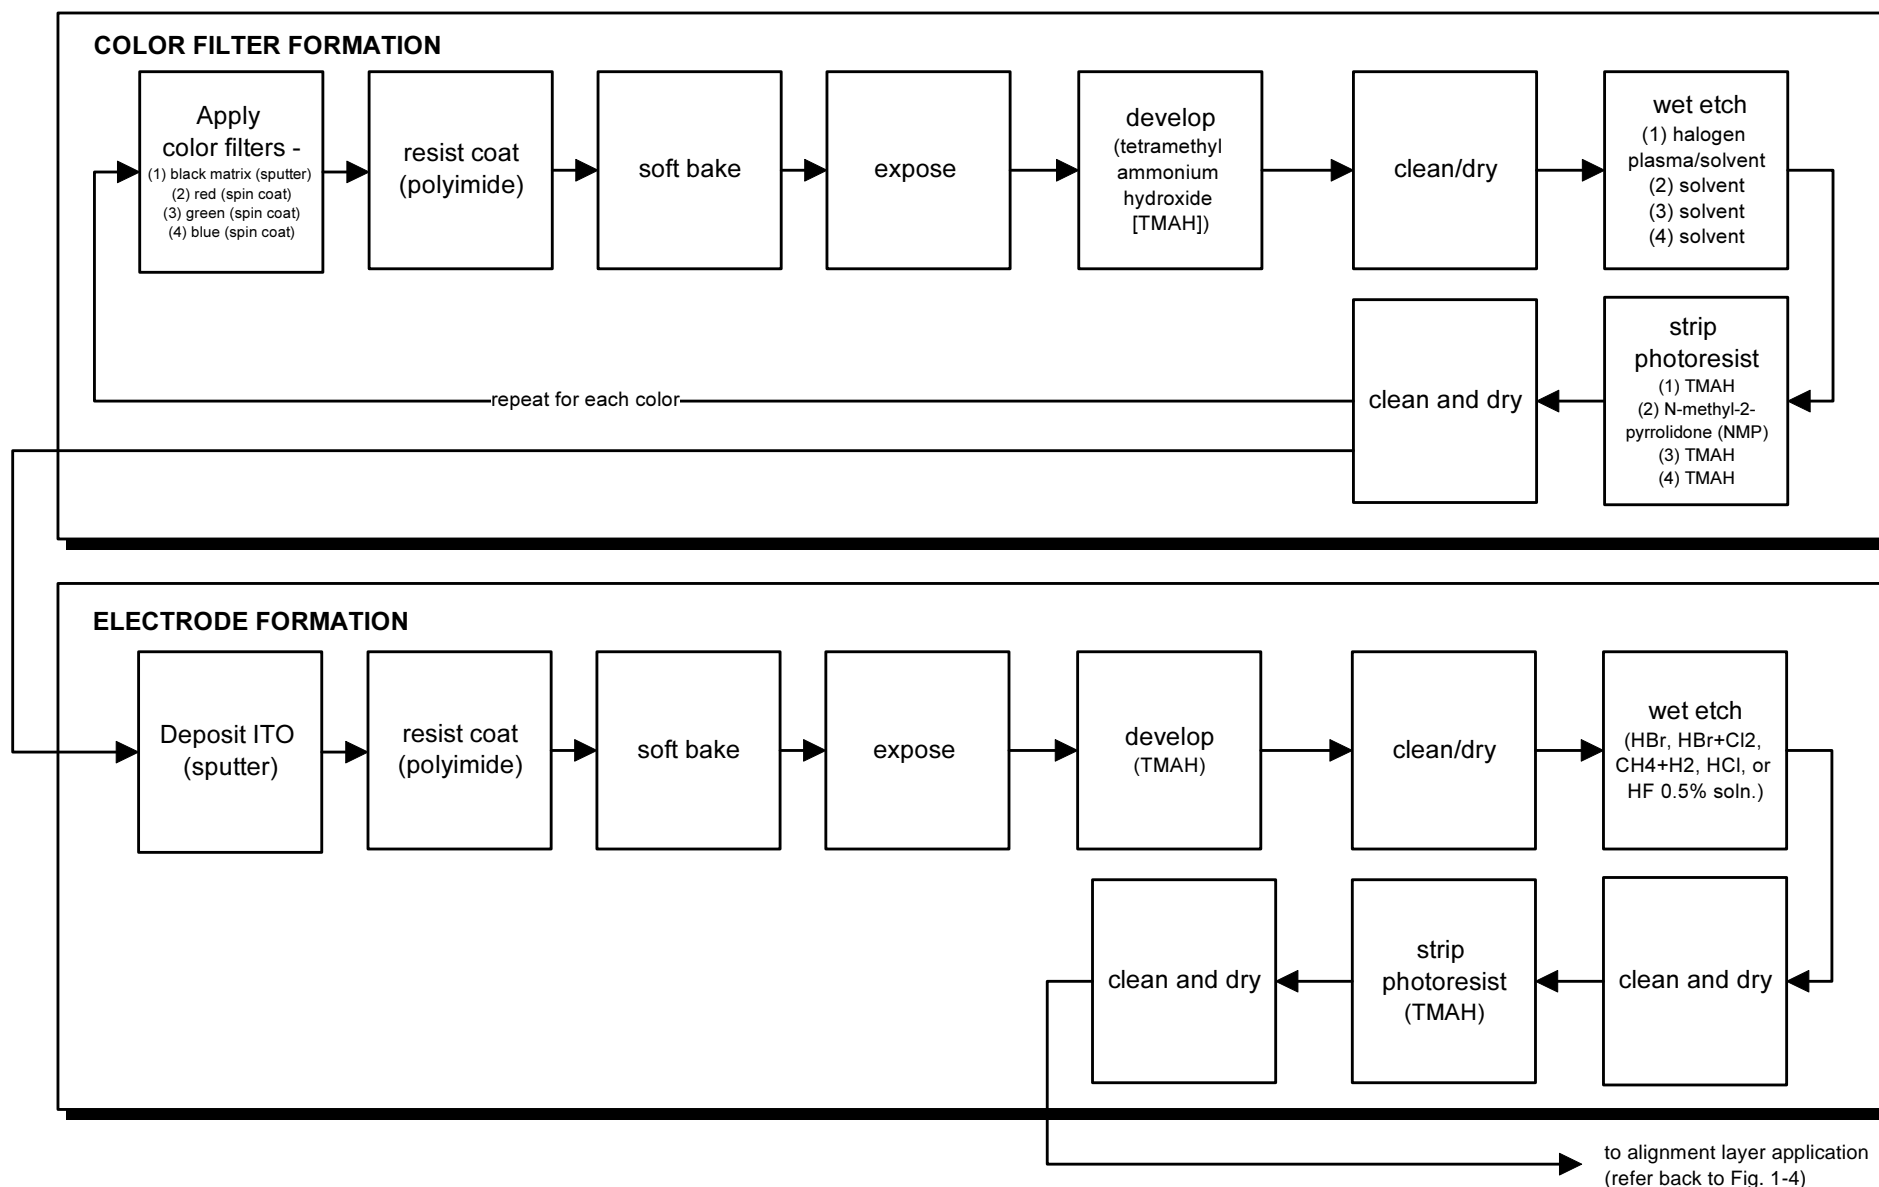 COLOR FILTER FORMATION
Apply
color filters -
(1) black matrix (sputter)
(2) red (spin coat)
(3) green (spin coat)
(4) blue (spin coat)
resist coat
(polyimide)
soft bake
expose
develop
(tetramethyl
ammonium
hydroxide
[TMAH])
clean/dry
wet etch
(1) halogen
plasma/solvent
(2) solvent
(3) solvent
(4) solvent
strip
photoresist
(1) TMAH
(2) N-methyl-2-
pyrrolidone (NMP)
(3) TMAH
(4) TMAH
clean and dry
repeat for each color
ELECTRODE FORMATION
Deposit ITO
(sputter)
resist coat
(polyimide)
soft bake
expose
develop
(TMAH)
clean/dry
wet etch
(HBr, HBr+Cl2,
CH4+H2, HCl, or
HF 0.5% soln.)
clean and dry
strip
photoresist
(TMAH)
clean and dry
to alignment layer application
(refer back to Fig. 1-4)